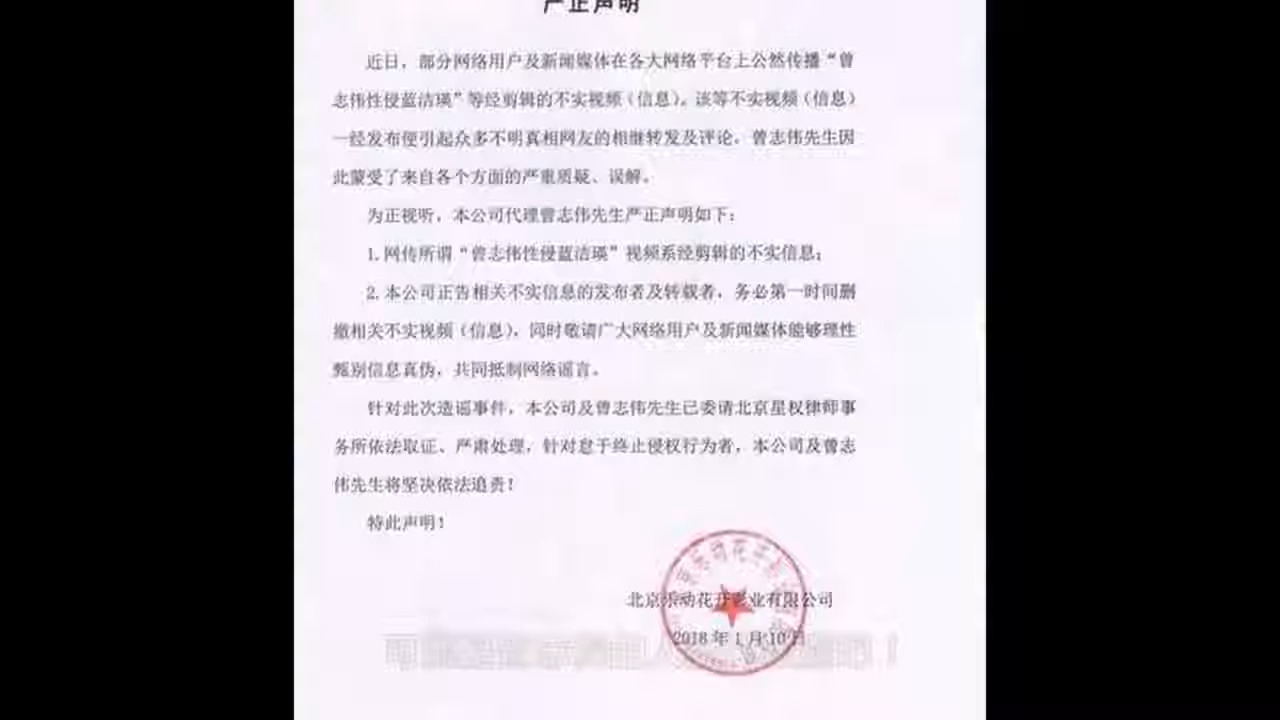 严正声明
近日，部分网络用户及新闻媒体在各大网络平台上公然传播“曾
志伟性侵蓝洁瑛”等经剪辑的不实视频（信息）。该等不实视频（信息）
一经发布便引起众多不明真相网友的相继转发及评论，曾志伟先生因
此蒙受了来自各个方面的严重质疑、误解。
为正视听，本公司代理曾志伟先生严正声明如下：
1.网传所谓“曾志伟性侵蓝洁瑛”视频系经剪辑的不实信息；
2.本公司正告相关不实信息的发布者及转载者，务必第一时间删
撤相关不实视频（信息），同时敬请广大网络用户及新闻媒体能够理性
甄别信息真伪，共同抵制网络谣言。
针对此次造谣事件，本公司及曾志伟先生已委请北京星权律师事
务所依法取证、严肃处理，针对怠于终止侵权行为者，本公司及曾志
伟先生将坚决依法追责！
特此声明！
北京乐动花开影业有限公司
2018年1月10日